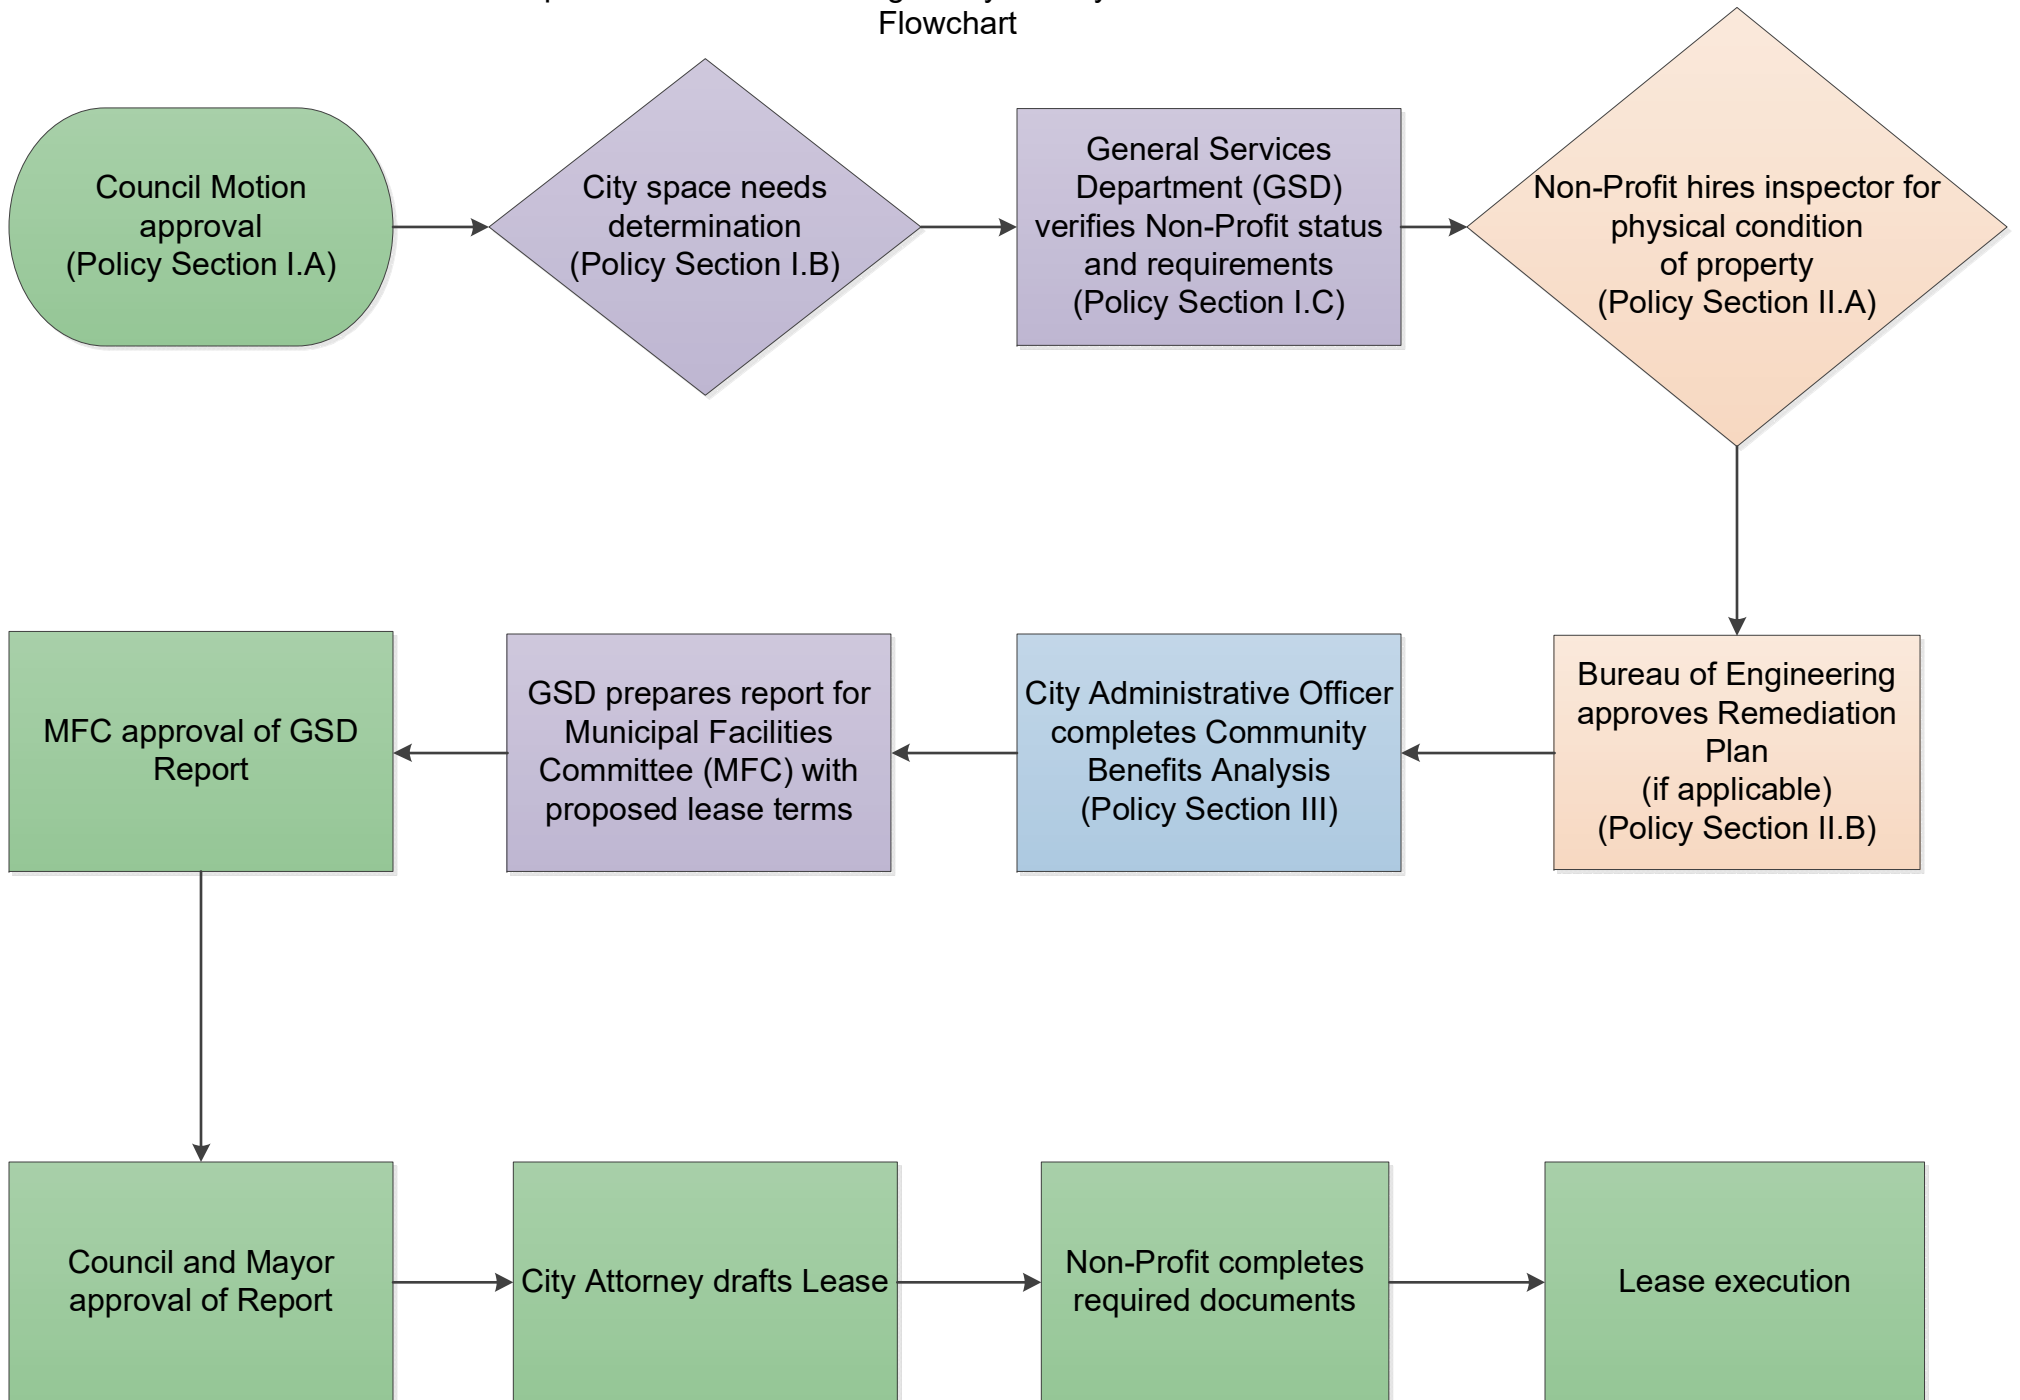 Flowchart
Council Motion
approval
(Policy Section I.A)
City space needs
determination
(Policy Section I.B)
General Services
Department (GSD)
verifies Non-Profit status
and requirements
(Policy Section I.C)
Non-Profit hires inspector for
physical condition
of property
(Policy Section II.A)
Bureau of Engineering
approves Remediation
Plan
(if applicable)
(Policy Section II.B)
City Administrative Officer
completes Community
Benefits Analysis
(Policy Section III)
GSD prepares report for
Municipal Facilities
Committee (MFC) with
proposed lease terms
MFC approval of GSD
Report
Council and Mayor
approval of Report
City Attorney drafts Lease
Non-Profit completes
required documents
Lease execution